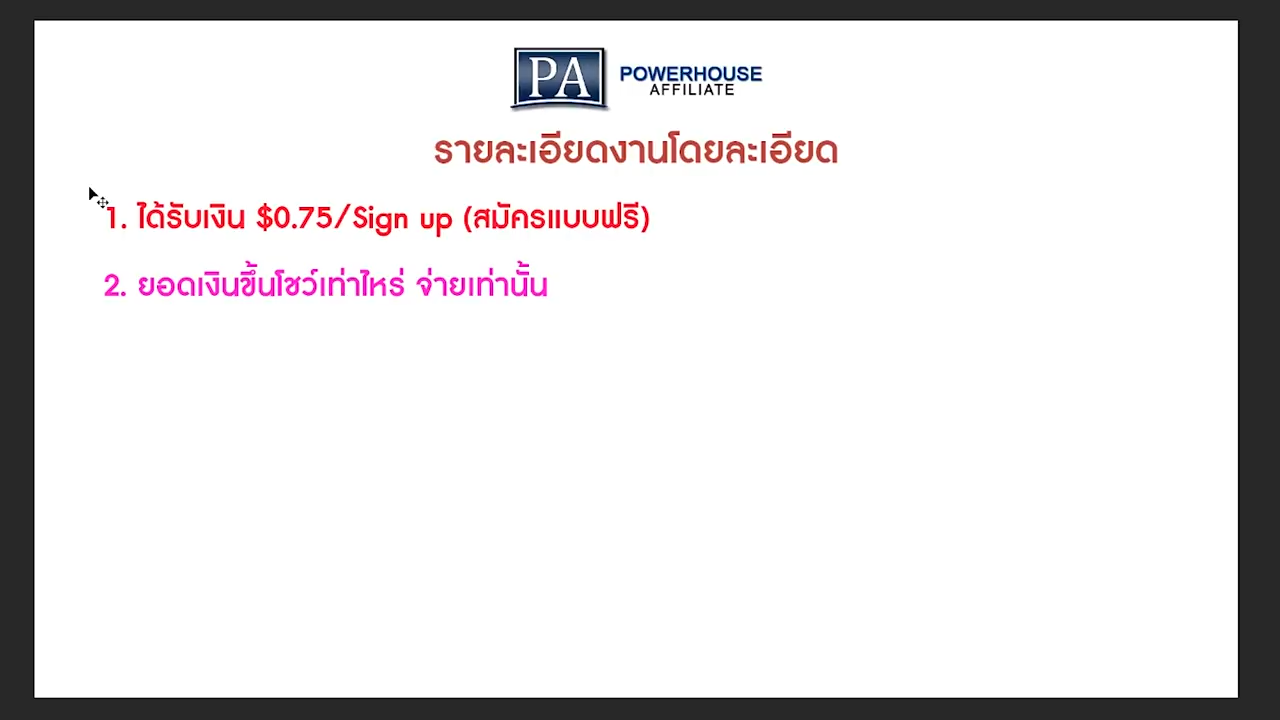 PA
POWERHOUSE
AFFILIATE
รายละเอียดงานโดยละเอียด
1. ได้รับเงิน $0.75/Sign up (สมัครแบบฟรี)
2. ยอดเงินขึ้นโชว์เท่าไหร่ จ่ายเท่านั้น